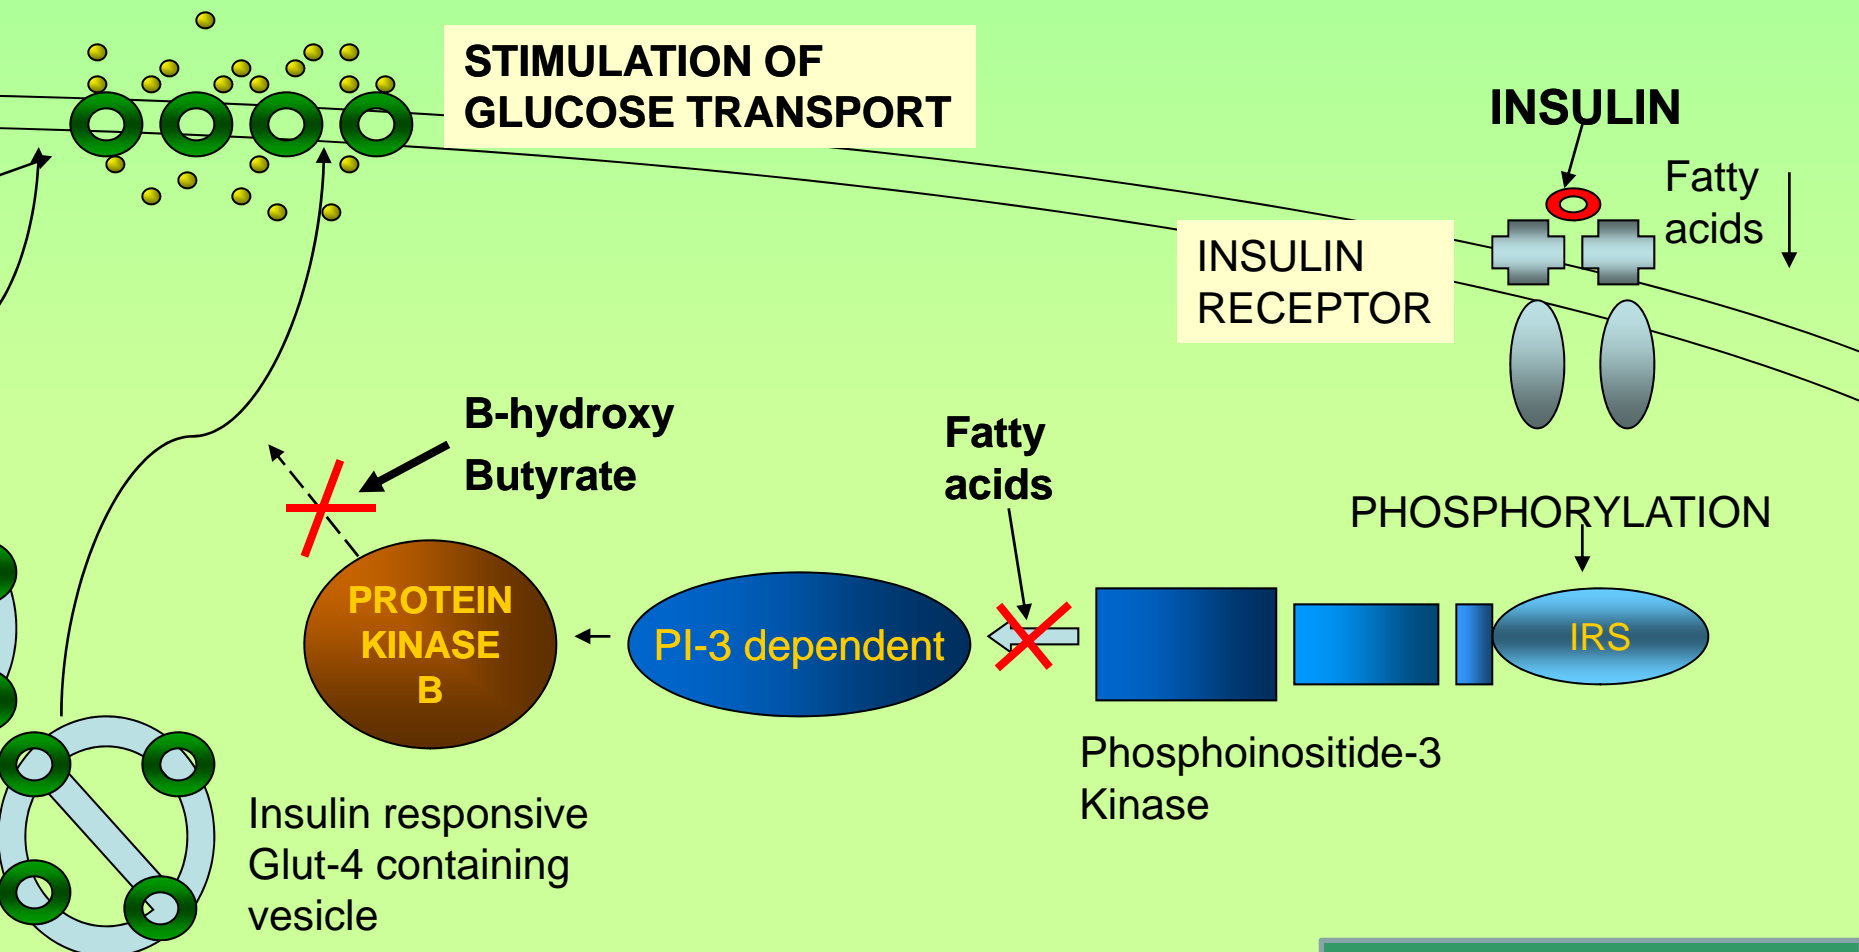 STIMULATION OF
GLUCOSE TRANSPORT
INSULIN
Fatty
acids
INSULIN
RECEPTOR
B-hydroxy
Butyrate
Fatty
acids
PHOSPHORYLATION
PROTEIN
KINASE
B
PI-3 dependent
IRS
Phosphoinositide-3
Kinase
Insulin responsive
Glut-4 containing
vesicle